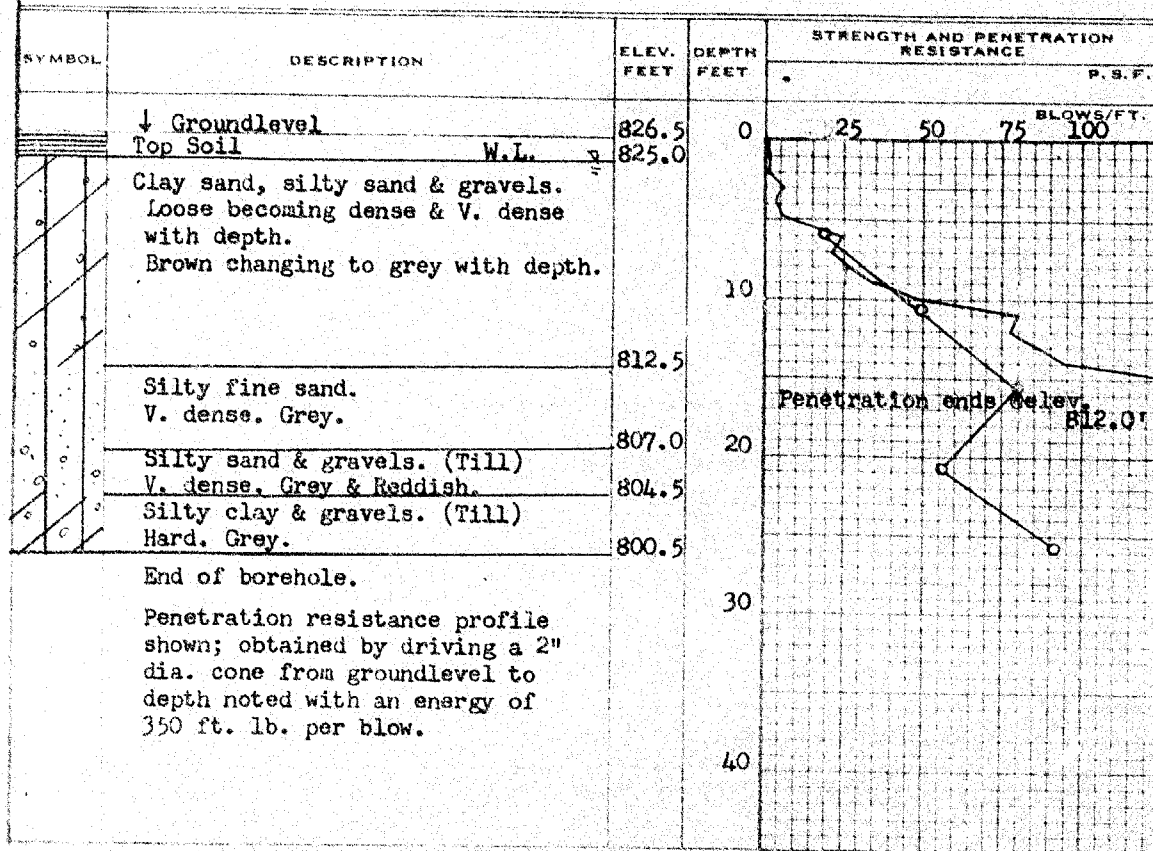 SYMBOL DESCRIPTION ELEV. FEET DEPTH FEET STRENGTH AND PENETRATION RESISTANCE
P. S. F.
BLOWS/FT.
↓ Groundlevel 826.5 0 25 50 75 100
Top Soil W.L. 825.0
Clay sand, silty sand & gravels.
Loose becoming dense & V. dense
with depth.
Brown changing to grey with depth.
10
812.5
Silty fine sand.
V. dense. Grey.
Penetration ends @elev.
812.0'
807.0 20
Silty sand & gravels. (Till)
V. dense. Grey & Reddish. 804.5
Silty clay & gravels. (Till)
Hard. Grey. 800.5
End of borehole.
30
Penetration resistance profile
shown; obtained by driving a 2"
dia. cone from groundlevel to
depth noted with an energy of
350 ft. lb. per blow.
40